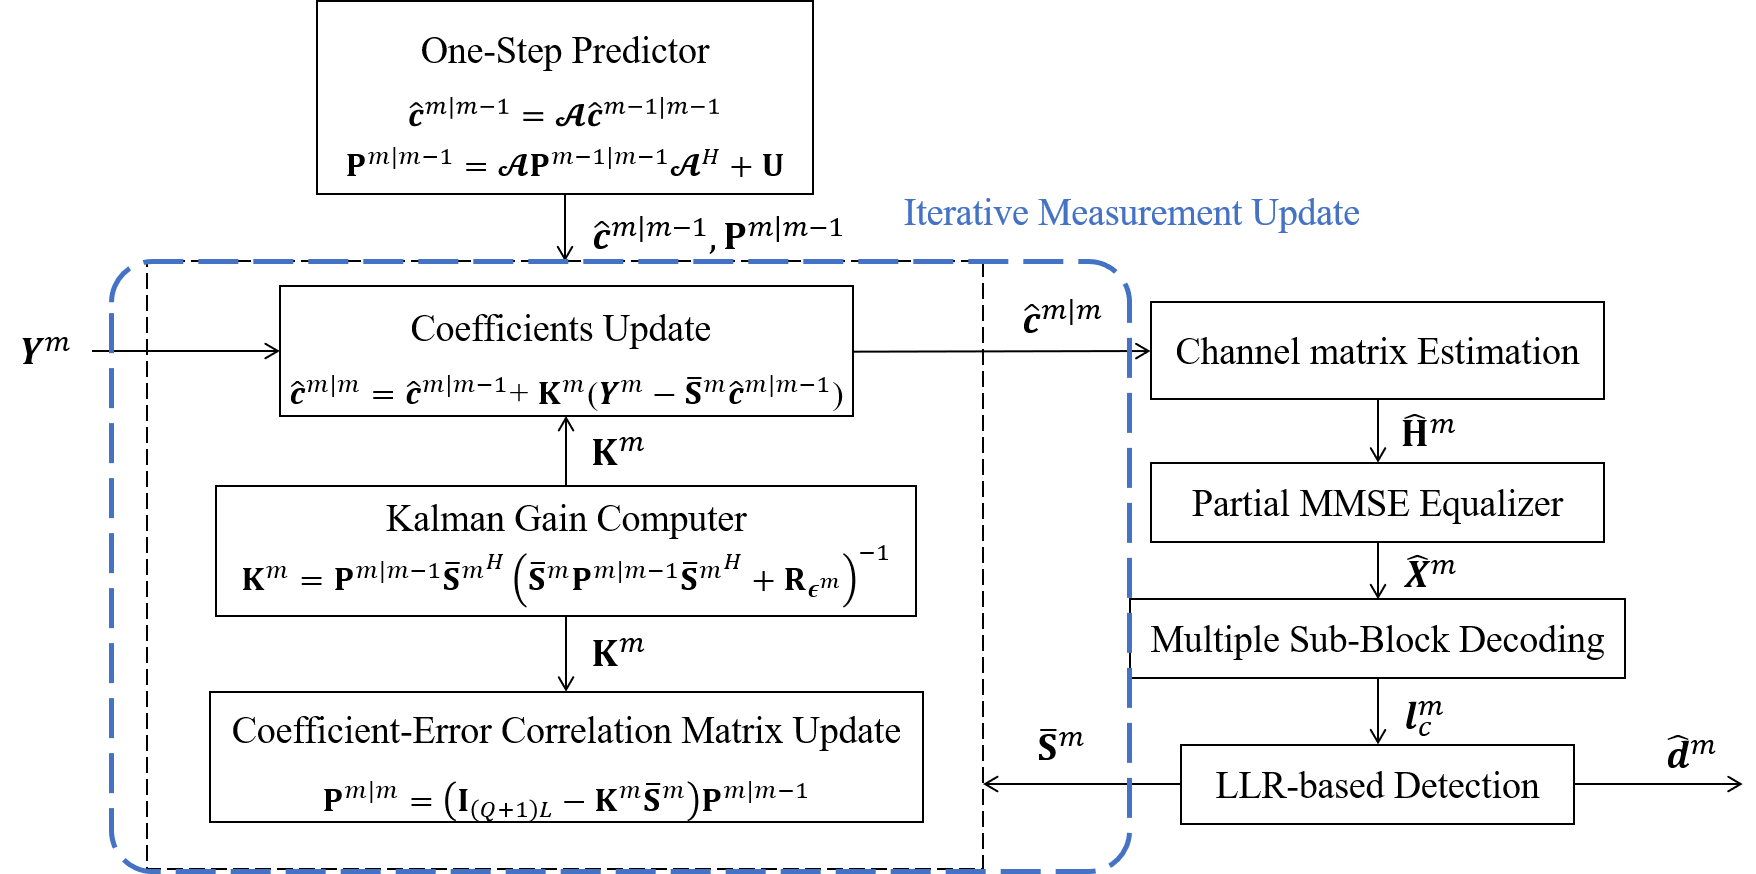 One-Step Predictor
ĉ^{m|m−1} = 𝓐ĉ^{m−1|m−1}
P^{m|m−1} = 𝓐P^{m−1|m−1}𝓐^H + U
ĉ^{m|m−1}, P^{m|m−1}
Iterative Measurement Update
Y^m
Coefficients Update
ĉ^{m|m} = ĉ^{m|m−1} + K^m(Y^m − S̄^m ĉ^{m|m−1})
K^m
Kalman Gain Computer
K^m = P^{m|m−1} S̄^{m^H} (S̄^m P^{m|m−1} S̄^{m^H} + R_{ϵ^m})^{−1}
K^m
Coefficient-Error Correlation Matrix Update
P^{m|m} = (I_{(Q+1)L} − K^m S̄^m) P^{m|m−1}
ĉ^{m|m}
Channel matrix Estimation
Ĥ^m
Partial MMSE Equalizer
X̂^m
Multiple Sub-Block Decoding
l_c^m
LLR-based Detection
S̄^m
d̂^m